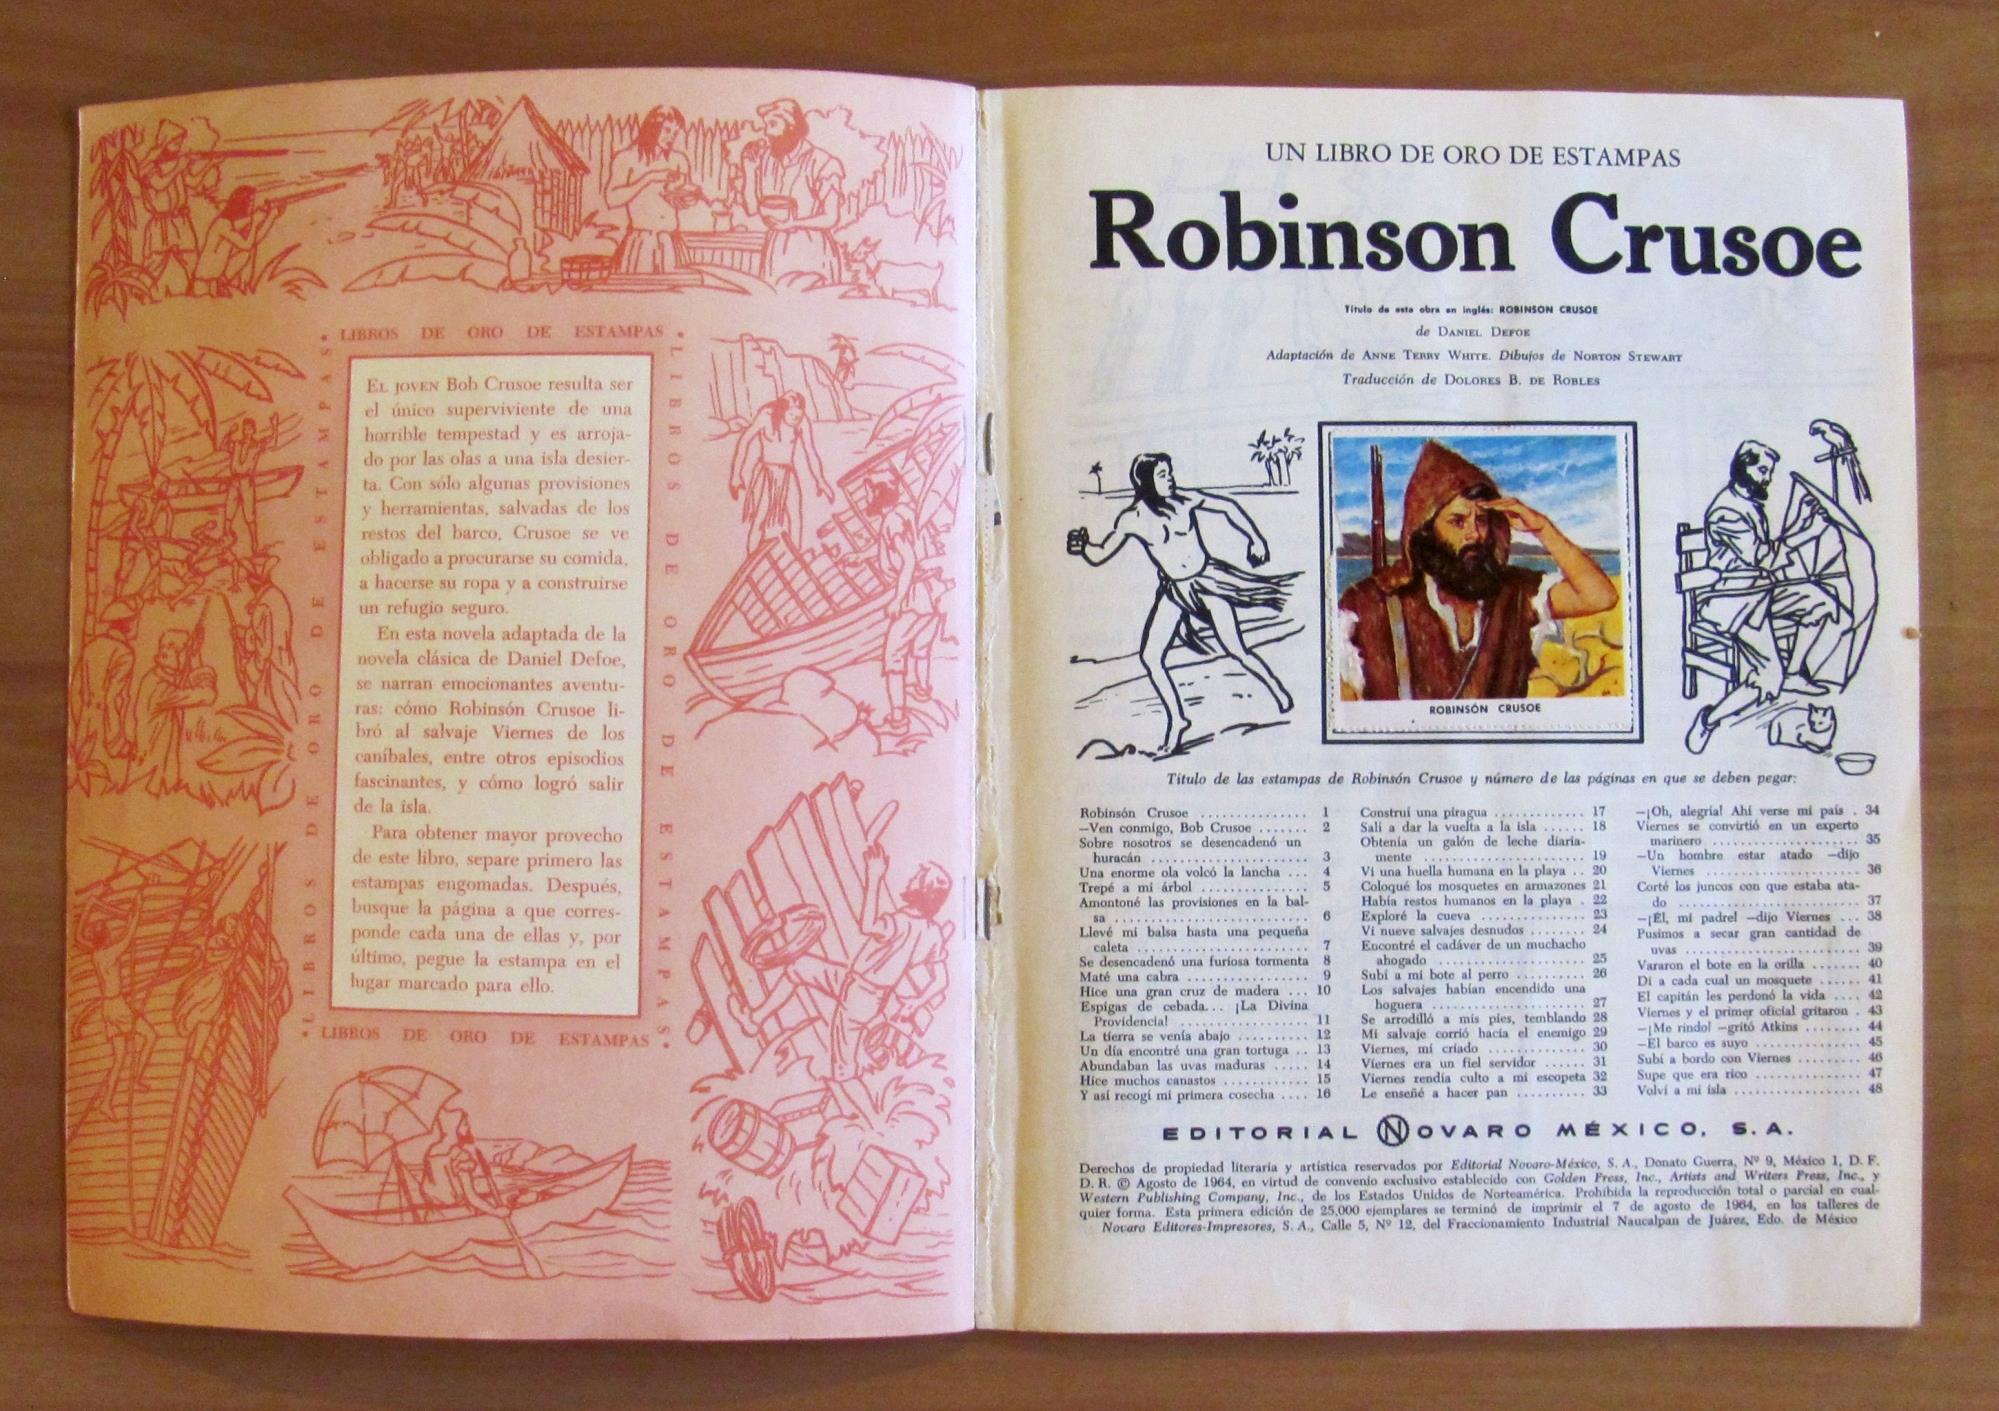 LIBROS DE ORO DE ESTAMPAS
LIBROS DE ORO DE ESTAMPAS
LIBROS DE ORO DE ESTAMPAS
LIBROS DE ORO DE ESTAMPAS
EL JOVEN Bob Crusoe resulta ser
el único superviviente de una
horrible tempestad y es arroja-
do por las olas a una isla desier-
ta. Con sólo algunas provisiones
y herramientas, salvadas de los
restos del barco, Crusoe se ve
obligado a procurarse su comida,
a hacerse su ropa y a construirse
un refugio seguro.
En esta novela adaptada de la
novela clásica de Daniel Defoe,
se narran emocionantes aventu-
ras: cómo Robinsón Crusoe li-
bró al salvaje Viernes de los
caníbales, entre otros episodios
fascinantes, y cómo logró salir
de la isla.
Para obtener mayor provecho
de este libro, separe primero las
estampas engomadas. Después,
busque la página a que corres-
ponde cada una de ellas y, por
último, pegue la estampa en el
lugar marcado para ello.
UN LIBRO DE ORO DE ESTAMPAS
Robinson Crusoe
Título de esta obra en inglés: ROBINSON CRUSOE
de DANIEL DEFOE
Adaptación de ANNE TERRY WHITE. Dibujos de NORTON STEWART
Traducción de DOLORES B. DE ROBLES
ROBINSÓN CRUSOE
Título de las estampas de Robinsón Crusoe y número de las páginas en que se deben pegar:
Robinsón Crusoe ................ 1
—Ven conmigo, Bob Crusoe ....... 2
Sobre nosotros se desencadenó un
huracán ...................... 3
Una enorme ola volcó la lancha ... 4
Trepé a mi árbol ............... 5
Amontoné las provisiones en la bal-
sa ........................... 6
Llevé mi balsa hasta una pequeña
caleta ....................... 7
Se desencadenó una furiosa tormenta 8
Maté una cabra ................. 9
Hice una gran cruz de madera ... 10
Espigas de cebada... ¡La Divina
Providencia! ................. 11
La tierra se venía abajo .......... 12
Un día encontré una gran tortuga .. 13
Abundaban las uvas maduras ..... 14
Hice muchos canastos ............ 15
Y así recogí mi primera cosecha .... 16
Construí una piragua ............ 17
Salí a dar la vuelta a la isla ...... 18
Obtenía un galón de leche diaria-
mente ....................... 19
Vi una huella humana en la playa .. 20
Coloqué los mosquetes en armazones 21
Había restos humanos en la playa . 22
Exploré la cueva ............... 23
Vi nueve salvajes desnudos ....... 24
Encontré el cadáver de un muchacho
ahogado ..................... 25
Subí a mi bote al perro .......... 26
Los salvajes habían encendido una
hoguera ..................... 27
Se arrodilló a mis pies, temblando 28
Mi salvaje corrió hacia el enemigo 29
Viernes, mi criado .............. 30
Viernes era un fiel servidor ...... 31
Viernes rendía culto a mi escopeta 32
Le enseñé a hacer pan .......... 33
—¡Oh, alegría! Ahí verse mi país . 34
Viernes se convirtió en un experto
marinero ..................... 35
—Un hombre estar atado —dijo
Viernes ...................... 36
Corté los juncos con que estaba ata-
do .......................... 37
—¡Él, mi padre! —dijo Viernes ... 38
Pusimos a secar gran cantidad de
uvas ........................ 39
Vararon el bote en la orilla ....... 40
Di a cada cual un mosquete ...... 41
El capitán les perdonó la vida .... 42
Viernes y el primer oficial gritaron . 43
—¡Me rindo! —gritó Atkins ....... 44
—El barco es suyo .............. 45
Subí a bordo con Viernes ......... 46
Supe que era rico ............... 47
Volví a mi isla .................. 48
EDITORIAL NOVARO MÉXICO, S. A.
Derechos de propiedad literaria y artística reservados por Editorial Novaro-México, S. A., Donato Guerra, Nº 9, México 1, D. F.
D. R. © Agosto de 1964, en virtud de convenio exclusivo establecido con Golden Press, Inc., Artists and Writers Press, Inc., y
Western Publishing Company, Inc., de los Estados Unidos de Norteamérica. Prohibida la reproducción total o parcial en cual-
quier forma. Esta primera edición de 25,000 ejemplares se terminó de imprimir el 7 de agosto de 1964, en los talleres de
Novaro Editores-Impresores, S. A., Calle 5, Nº 12, del Fraccionamiento Industrial Naucalpan de Juárez, Edo. de México